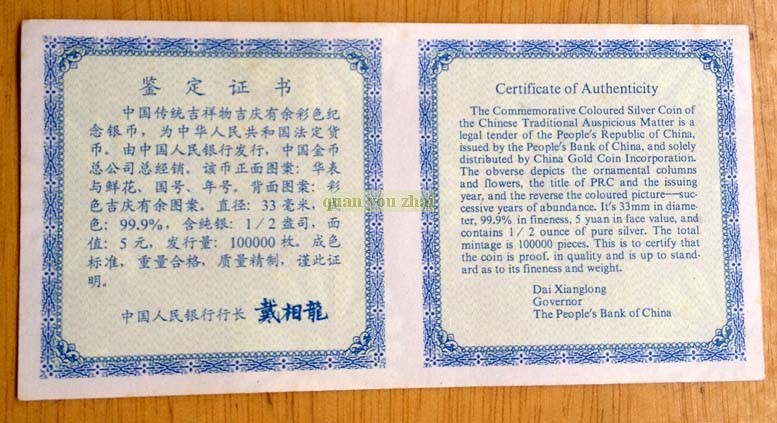 鉴定证书
中国传统吉祥物吉庆有余彩色纪
念银币，为中华人民共和国法定货
币。由中国人民银行发行，中国金币
总公司总经销。该币正面图案：华表
与鲜花、国号、年号。背面图案：彩
色吉庆有余图案。直径：33毫米，成
色：99.9%，含纯银：1/2盎司，面
值：5元，发行量：100000枚。成色
标准，重量合格，质量精制，谨此证
明。
中国人民银行行长 戴相龍
Certificate of Authenticity
The Commemorative Coloured Silver Coin of
the Chinese Traditional Auspicious Matter is a
legal tender of the People's Republic of China,
issued by the People's Bank of China, and solely
distributed by China Gold Coin Incorporation.
The obverse depicts the ornamental columns
and flowers, the title of PRC and the issuing
year, and the reverse the coloured picture—suc-
cessive years of abundance. It's 33mm in diame-
ter, 99.9% in fineness, 5 yuan in face value, and
contains 1/2 ounce of pure silver. The total
mintage is 100000 pieces. This is to certify that
the coin is proof. in quality and is up to stand-
ard as to its fineness and weight.
Dai Xianglong
Governor
The People's Bank of China
quan you zhai